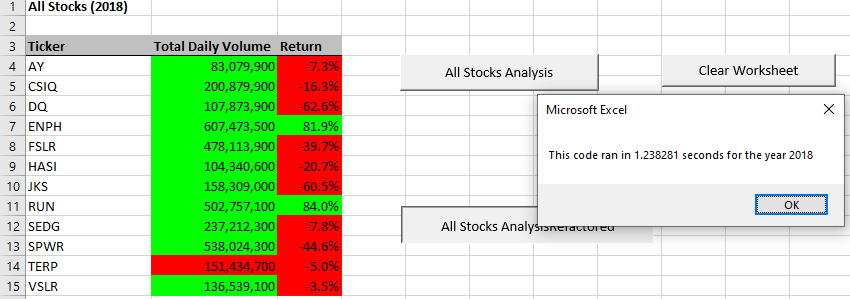 1 All Stocks (2018)
2
3 Ticker Total Daily Volume Return
4 AY 83,079,900 -7.3%
5 CSIQ 200,879,900 -16.3%
6 DQ 107,873,900 -62.6%
7 ENPH 607,473,500 81.9%
8 FSLR 478,113,900 -39.7%
9 HASI 104,340,600 -20.7%
10 JKS 158,309,000 -60.5%
11 RUN 502,757,100 84.0%
12 SEDG 237,212,300 -7.8%
13 SPWR 538,024,300 -44.6%
14 TERP 151,434,700 -5.0%
15 VSLR 136,539,100 -3.5%
All Stocks Analysis
Clear Worksheet
Microsoft Excel
This code ran in 1.238281 seconds for the year 2018
OK
All Stocks AnalysisRefactored